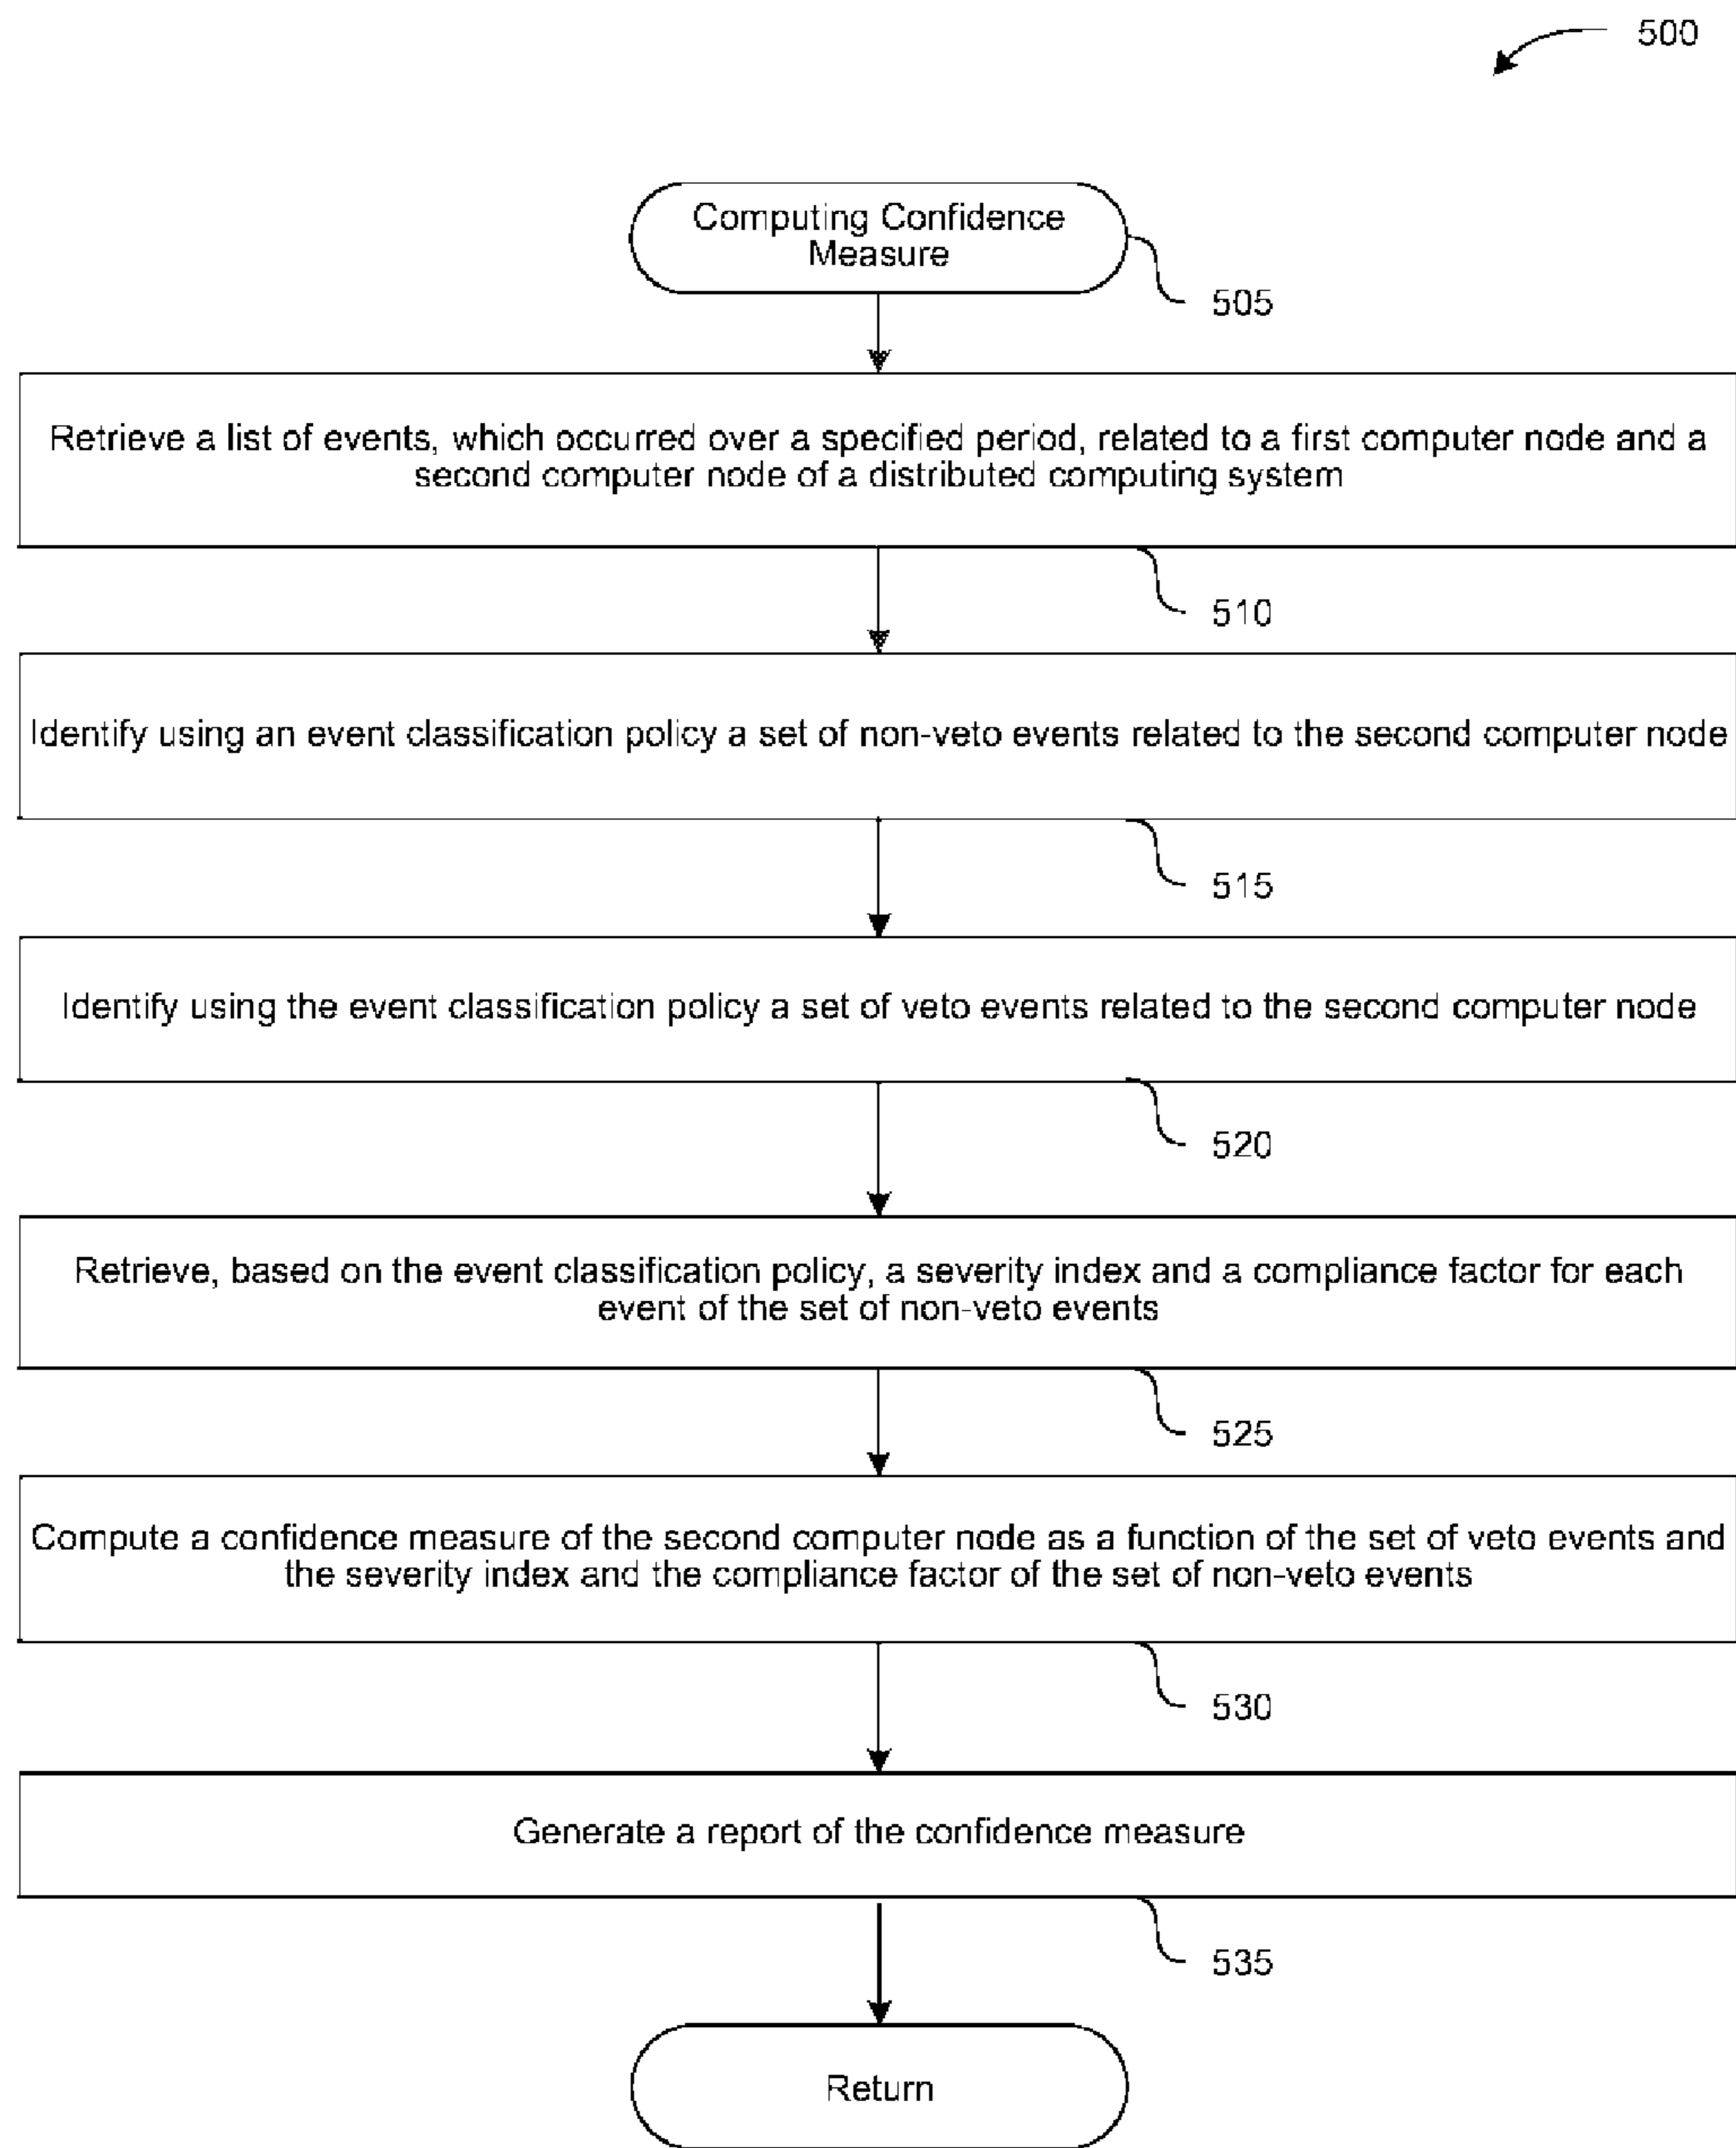 500
Computing Confidence
Measure
505
Retrieve a list of events, which occurred over a specified period, related to a first computer node and a
second computer node of a distributed computing system
510
Identify using an event classification policy a set of non-veto events related to the second computer node
515
Identify using the event classification policy a set of veto events related to the second computer node
520
Retrieve, based on the event classification policy, a severity index and a compliance factor for each
event of the set of non-veto events
525
Compute a confidence measure of the second computer node as a function of the set of veto events and
the severity index and the compliance factor of the set of non-veto events
530
Generate a report of the confidence measure
535
Return